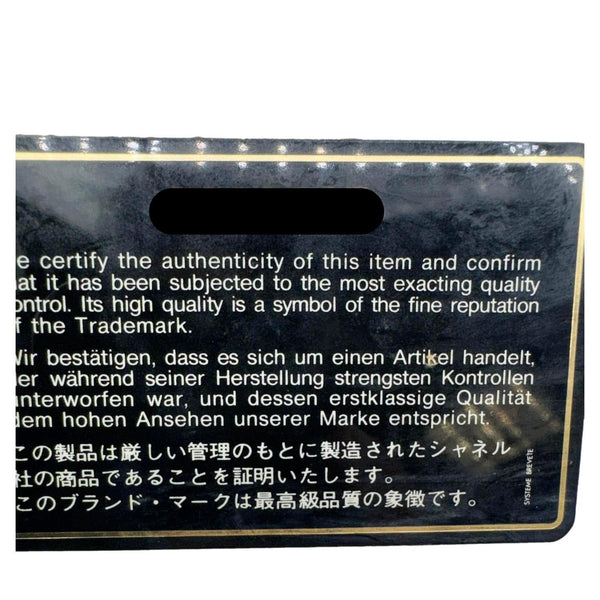 e certify the authenticity of this item and confirm
at it has been subjected to the most exacting quality
ontrol. Its high quality is a symbol of the fine reputation
f the Trademark.
Wir bestätigen, dass es sich um einen Artikel handelt,
der während seiner Herstellung strengsten Kontrollen
unterworfen war, und dessen erstklassige Qualität
dem hohen Ansehen unserer Marke entspricht.
この製品は厳しい管理のもとに製造されたシャネル
社の商品であることを証明いたします。
このブランド・マークは最高級品質の象徴です。
SYSTEME BREVETE